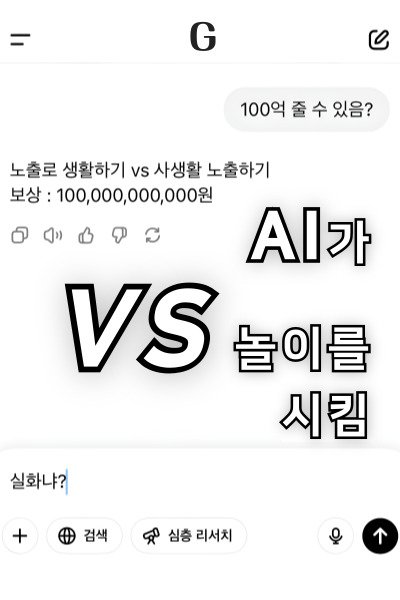 G
100억 줄 수 있음?
노출로 생활하기 vs 사생활 노출하기
보상 : 100,000,000,000원
AI가
VS 놀이를
시킴
실화냐?
검색 심층 리서치